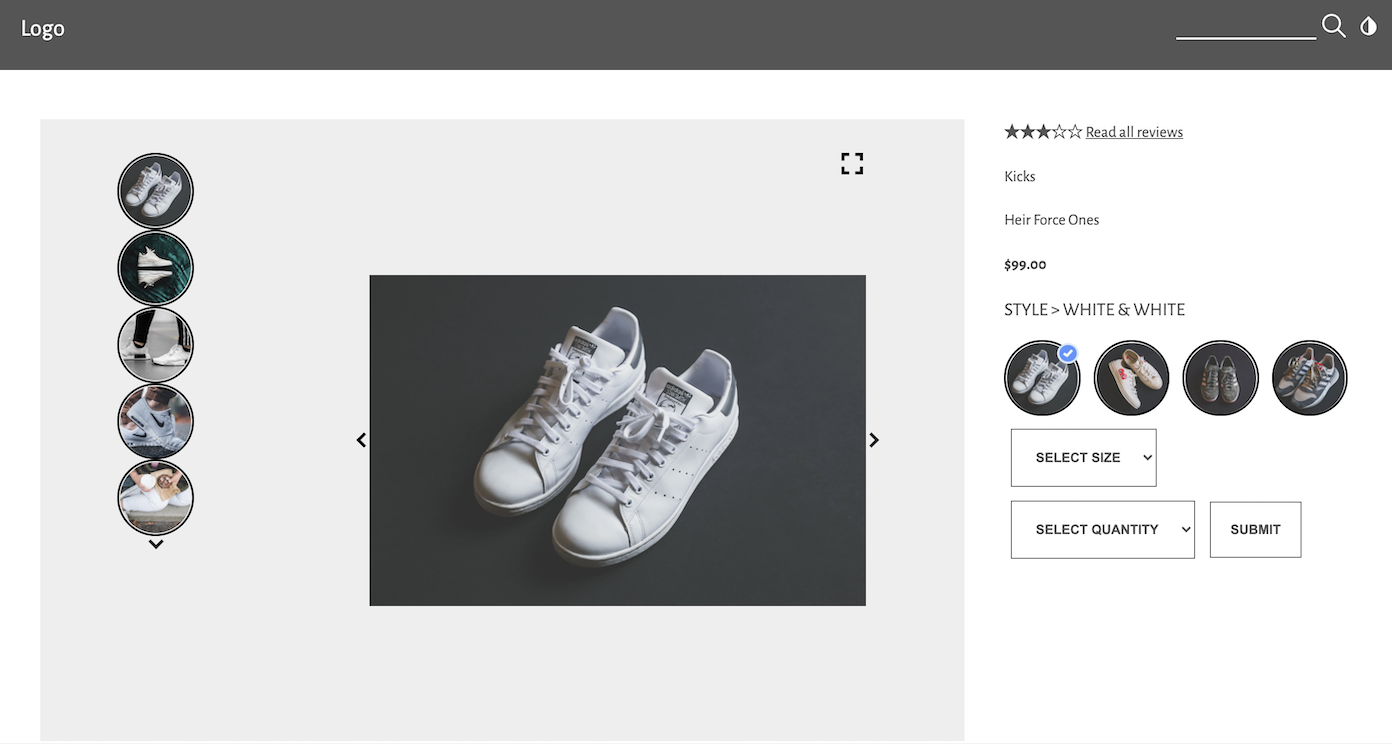 Logo
★★★☆☆ Read all reviews
Kicks
Heir Force Ones
$99.00
STYLE > WHITE & WHITE
SELECT SIZE
SELECT QUANTITY
SUBMIT